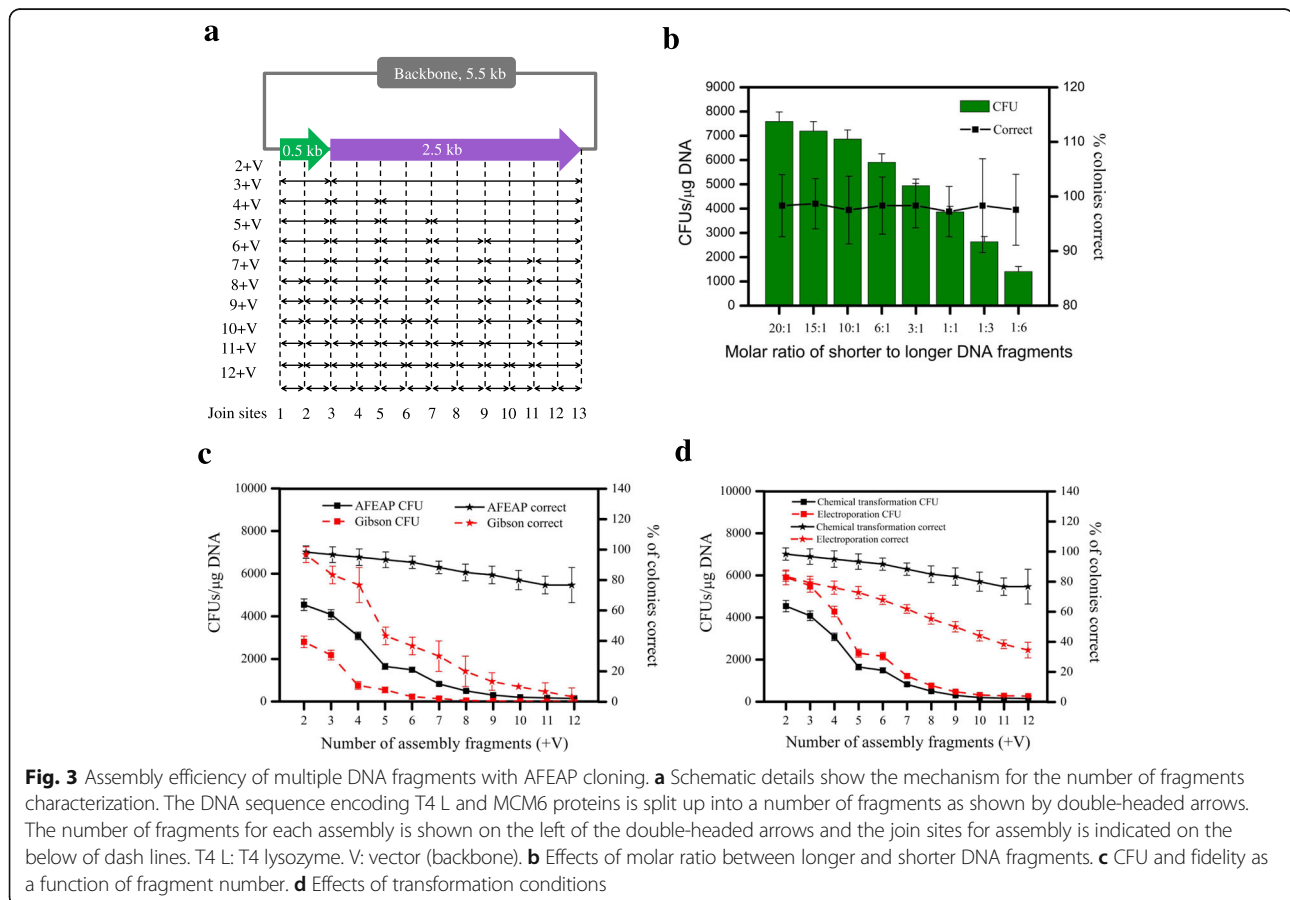 a
Backbone, 5.5 kb
0.5 kb
2.5 kb
2+V
3+V
4+V
5+V
6+V
7+V
8+V
9+V
10+V
11+V
12+V
Join sites 1 2 3 4 5 6 7 8 9 10 11 12 13
b
9000
8000
7000
6000
5000
4000
3000
2000
1000
0
CFUs/μg DNA
CFU
Correct
120
110
100
90
80
% colonies correct
20:1 15:1 10:1 6:1 3:1 1:1 1:3 1:6
Molar ratio of shorter to longer DNA fragments
c
10000
8000
6000
4000
2000
0
CFUs/μg DNA
AFEAP CFU
Gibson CFU
AFEAP correct
Gibson correct
140
120
100
80
60
40
20
0
% of colonies correct
2 3 4 5 6 7 8 9 10 11 12
Number of assembly fragments (+V)
d
10000
8000
6000
4000
2000
0
CFUs/μg DNA
Chemical transformation CFU
Electroporation CFU
Chemical transformation correct
Electroporation correct
140
120
100
80
60
40
20
0
% of colonies correct
2 3 4 5 6 7 8 9 10 11 12
Number of assembly fragments (+V)
Fig. 3 Assembly efficiency of multiple DNA fragments with AFEAP cloning. a Schematic details show the mechanism for the number of fragments
characterization. The DNA sequence encoding T4 L and MCM6 proteins is split up into a number of fragments as shown by double-headed arrows.
The number of fragments for each assembly is shown on the left of the double-headed arrows and the join sites for assembly is indicated on the
below of dash lines. T4 L: T4 lysozyme. V: vector (backbone). b Effects of molar ratio between longer and shorter DNA fragments. c CFU and fidelity as
a function of fragment number. d Effects of transformation conditions